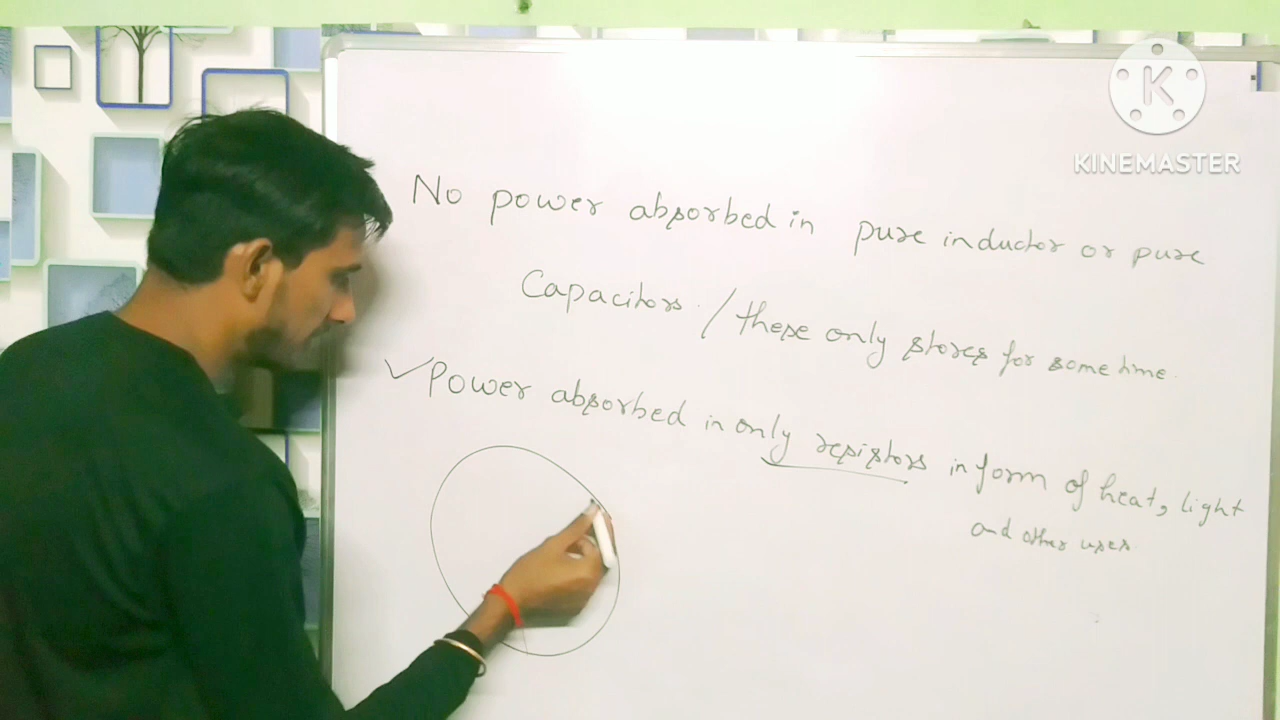 K
KINEMASTER
No power absorbed in pure inductor or pure
Capacitors. / these only stores for some time.
✓ Power absorbed in only resistors in form of heat, light
and other uses.